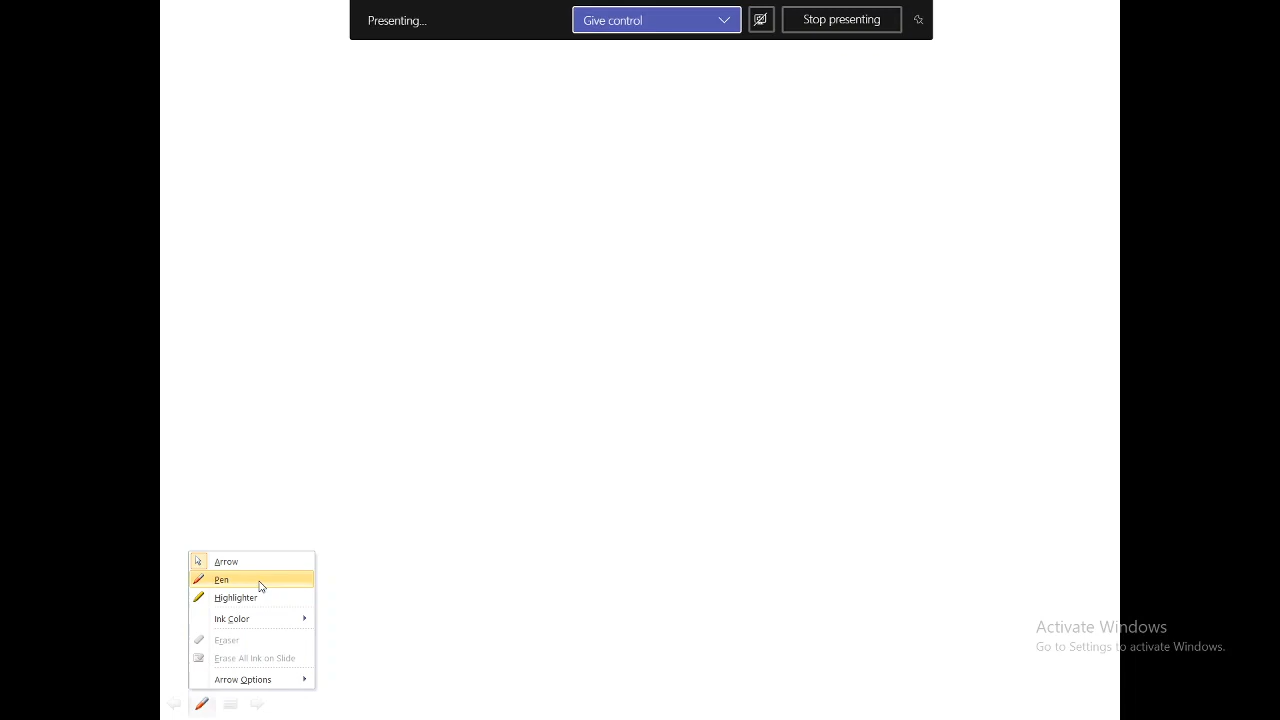 Presenting...
Give control
Stop presenting
Arrow
Pen
Highlighter
Ink Color
Eraser
Erase All Ink on Slide
Arrow Options
Activate Windows
Go to Settings to activate Windows.